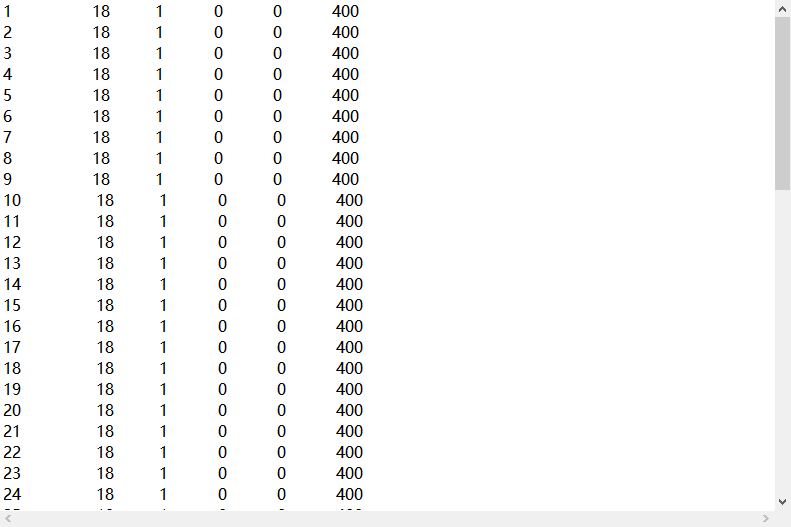 1 18 1 0 0 400
2 18 1 0 0 400
3 18 1 0 0 400
4 18 1 0 0 400
5 18 1 0 0 400
6 18 1 0 0 400
7 18 1 0 0 400
8 18 1 0 0 400
9 18 1 0 0 400
10 18 1 0 0 400
11 18 1 0 0 400
12 18 1 0 0 400
13 18 1 0 0 400
14 18 1 0 0 400
15 18 1 0 0 400
16 18 1 0 0 400
17 18 1 0 0 400
18 18 1 0 0 400
19 18 1 0 0 400
20 18 1 0 0 400
21 18 1 0 0 400
22 18 1 0 0 400
23 18 1 0 0 400
24 18 1 0 0 400